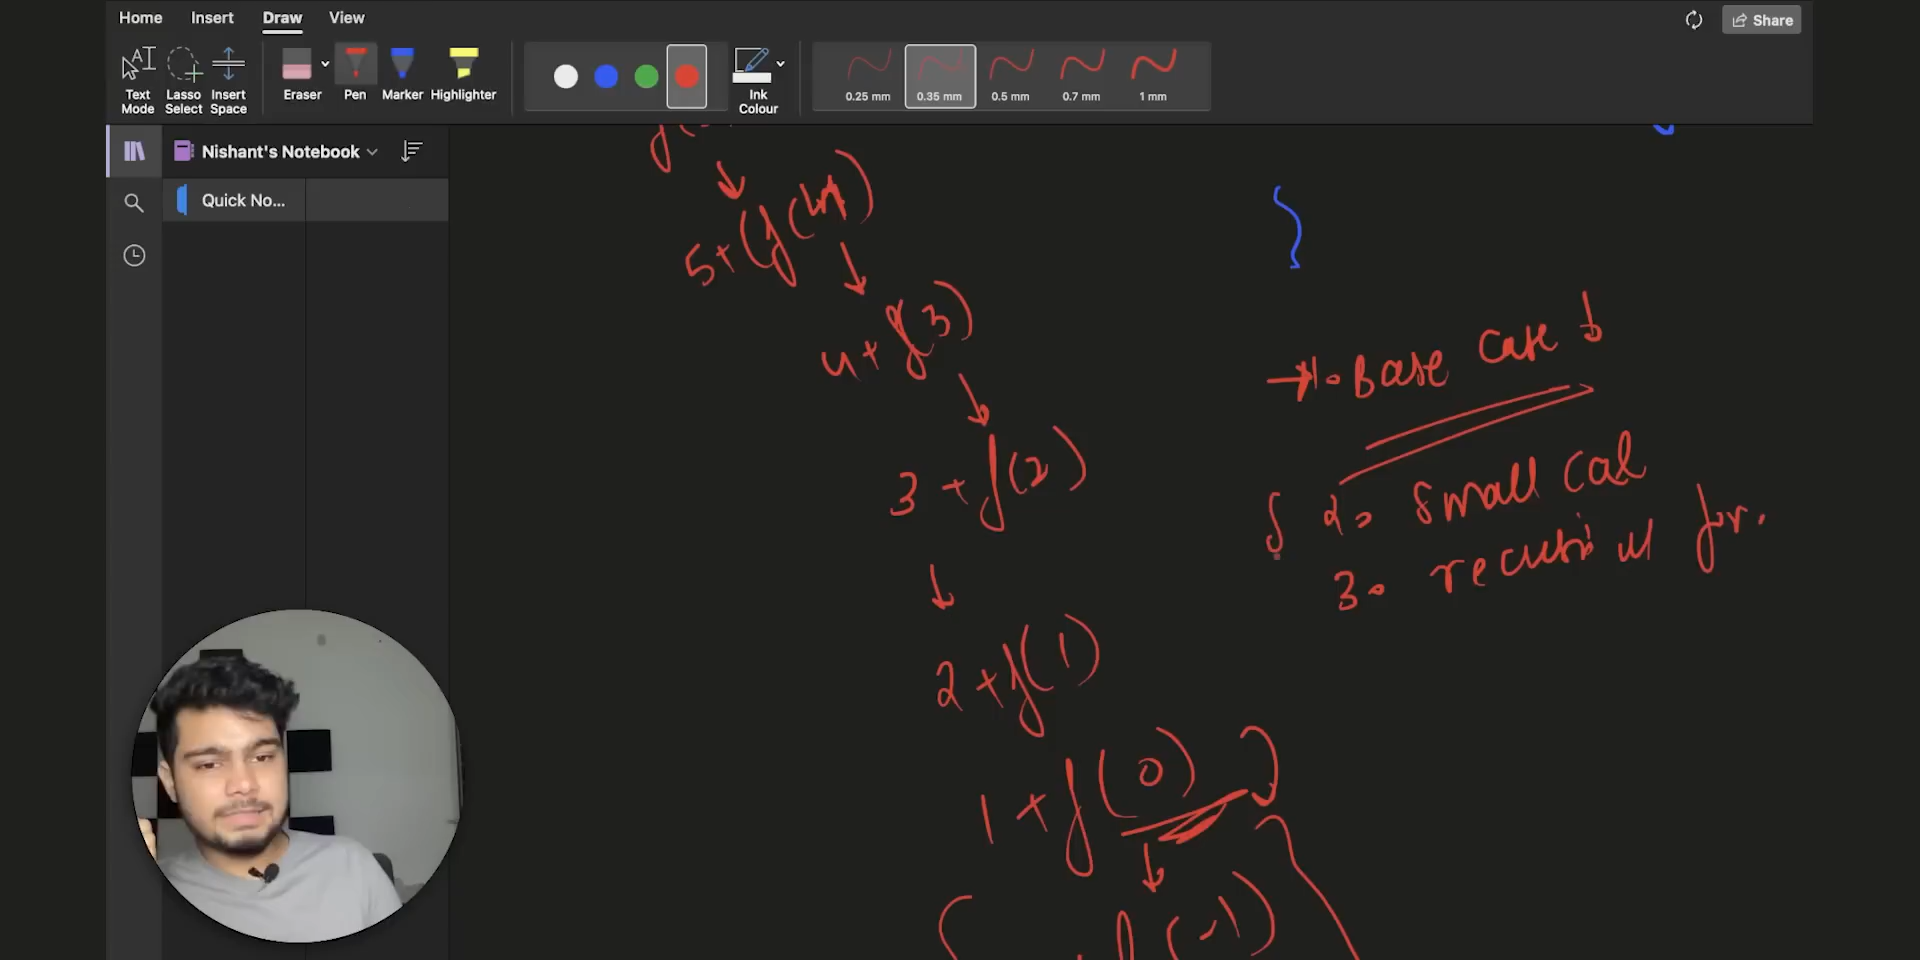 Home Insert Draw View
Share
Text Mode
Lasso Select
Insert Space
Eraser
Pen
Marker
Highlighter
Ink Colour
0.25 mm
0.35 mm
0.5 mm
0.7 mm
1 mm
Nishant's Notebook
Quick No...
5+(f(4))
4+f(3)
3+f(2)
2+f(1)
1+f(0)
f(-1)
1. Base case
2. Small cal
3.